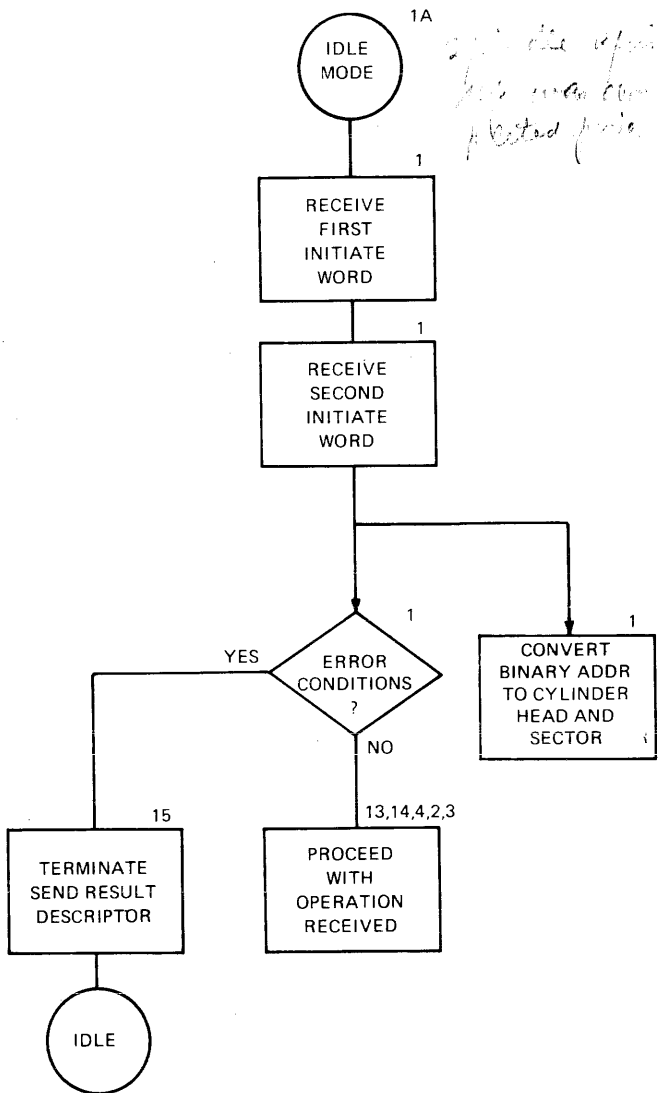 1A
IDLE
MODE
1
RECEIVE
FIRST
INITIATE
WORD
1
RECEIVE
SECOND
INITIATE
WORD
1
YES
ERROR
CONDITIONS
?
NO
1
CONVERT
BINARY ADDR
TO CYLINDER
HEAD AND
SECTOR
15
TERMINATE
SEND RESULT
DESCRIPTOR
13,14,4,2,3
PROCEED
WITH
OPERATION
RECEIVED
IDLE